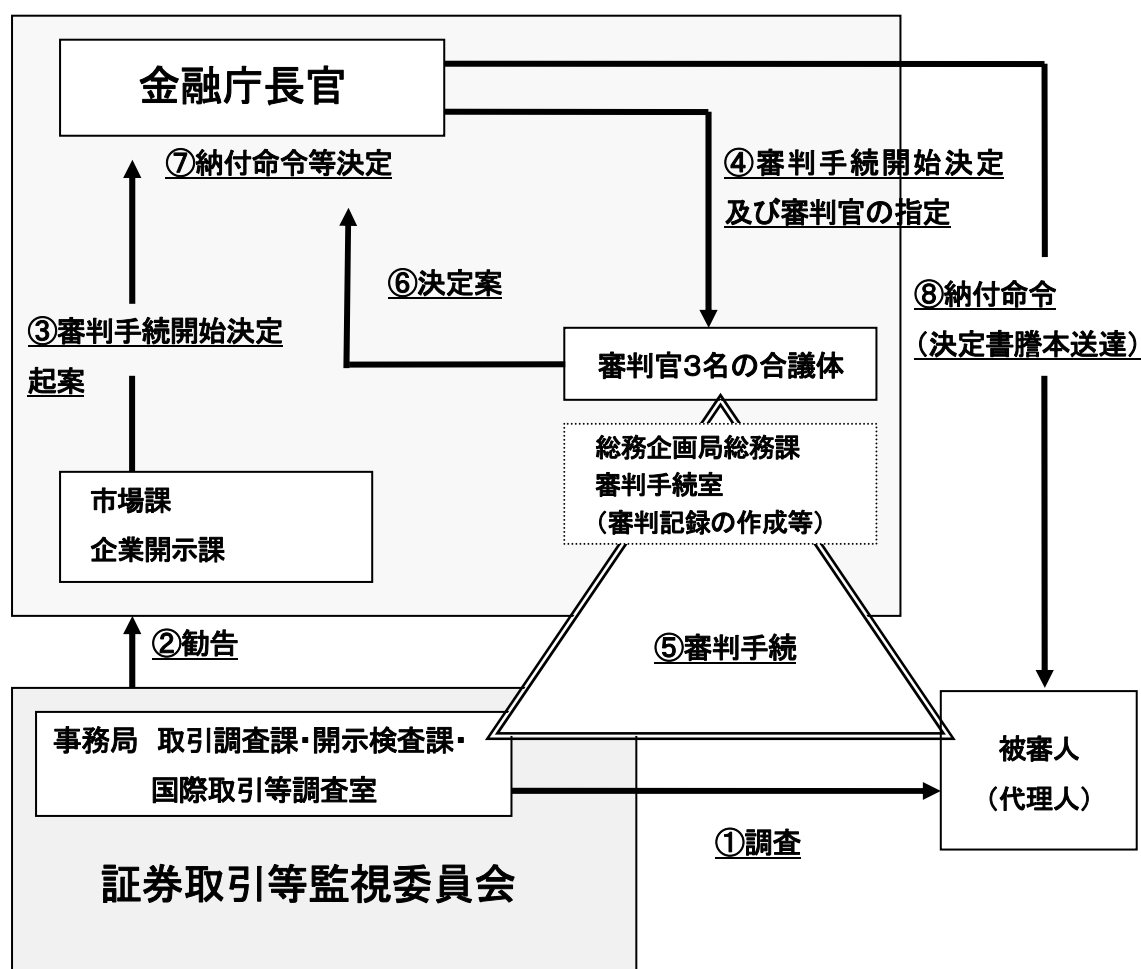 金融庁長官
⑦納付命令等決定
④審判手続開始決定
及び審判官の指定
⑥決定案
⑧納付命令
（決定書謄本送達）
③審判手続開始決定
起案
審判官３名の合議体
総務企画局総務課
審判手続室
（審判記録の作成等）
市場課
企業開示課
②勧告
⑤審判手続
事務局　取引調査課・開示検査課・
国際取引等調査室
被審人
（代理人）
①調査
証券取引等監視委員会